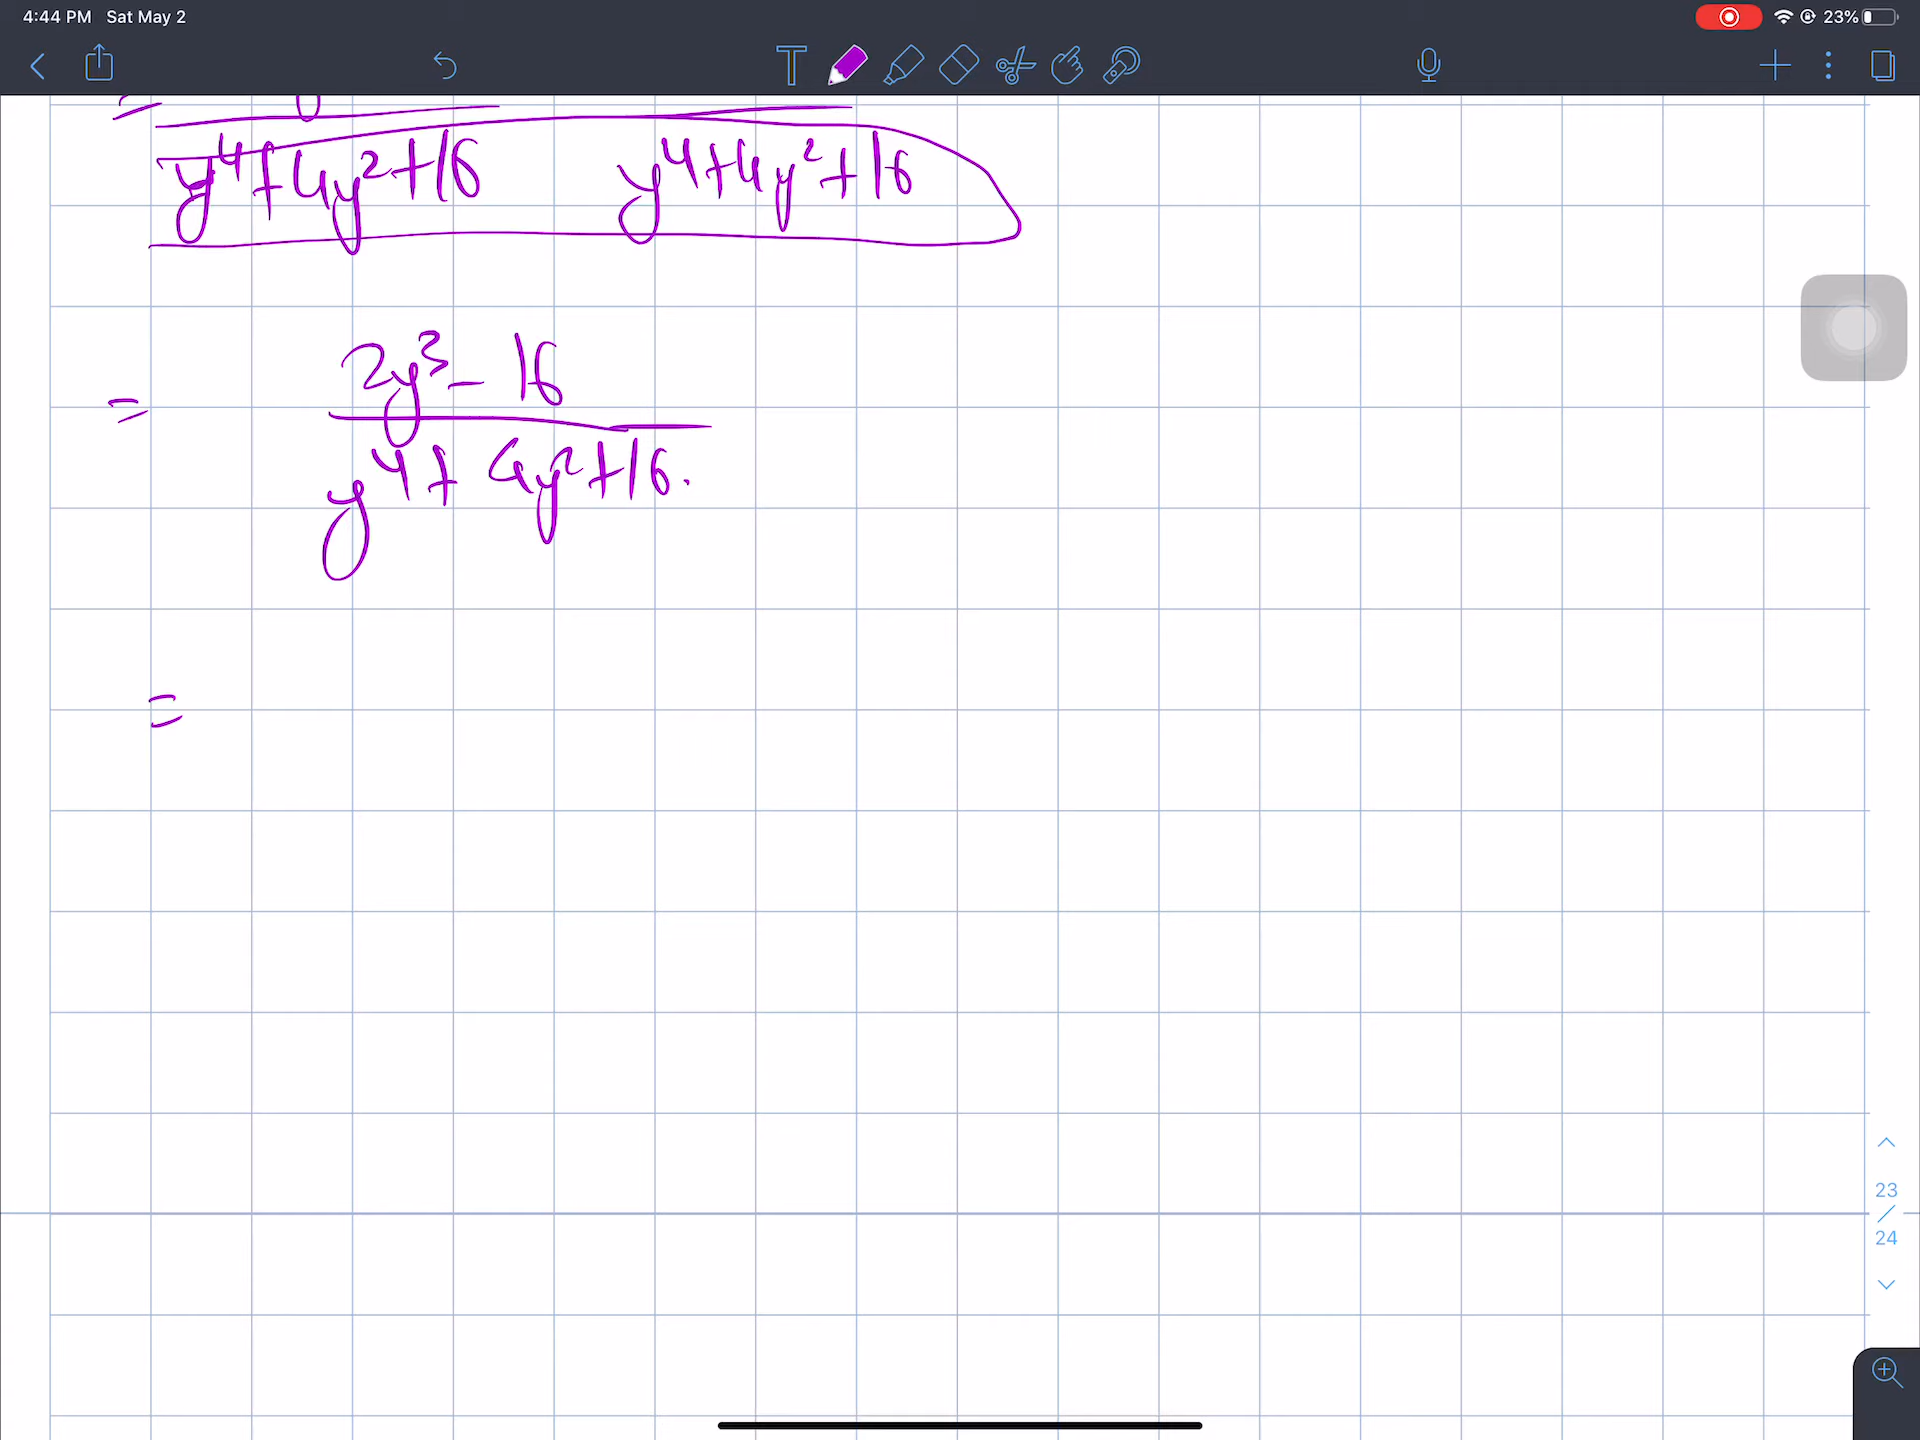 4:44 PM Sat May 2 23%
T
=
y⁴+4y²+16 y⁴+4y²+16
2y³-16
=
y⁴+ 4y²+16.
=
23
/
24